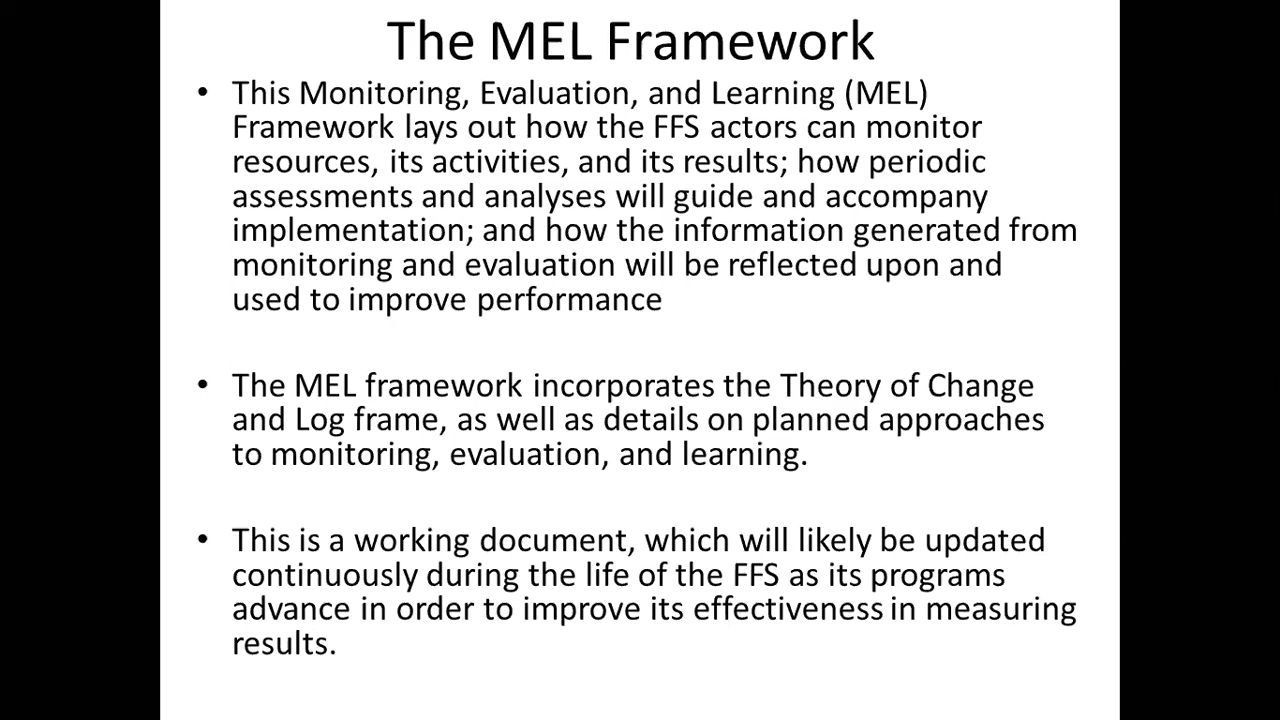 The MEL Framework
• This Monitoring, Evaluation, and Learning (MEL)
Framework lays out how the FFS actors can monitor
resources, its activities, and its results; how periodic
assessments and analyses will guide and accompany
implementation; and how the information generated from
monitoring and evaluation will be reflected upon and
used to improve performance
• The MEL framework incorporates the Theory of Change
and Log frame, as well as details on planned approaches
to monitoring, evaluation, and learning.
• This is a working document, which will likely be updated
continuously during the life of the FFS as its programs
advance in order to improve its effectiveness in measuring
results.